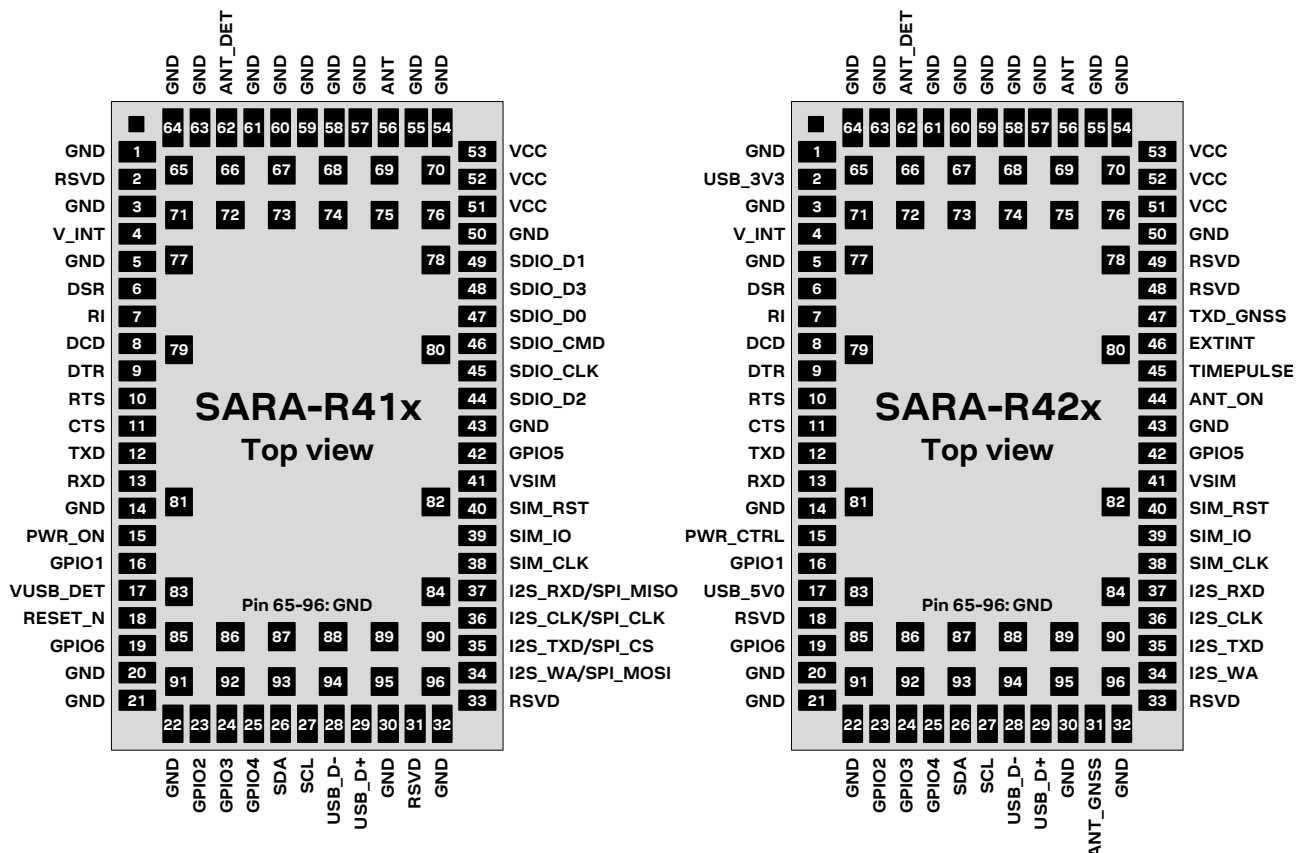 GND
GND
ANT_DET
GND
GND
GND
GND
GND
ANT
GND
GND
64 63 62 61 60 59 58 57 56 55 54
GND 1 53 VCC
65 66 67 68 69 70
RSVD 2 52 VCC
GND 3 51 VCC
71 72 73 74 75 76
V_INT 4 50 GND
GND 5 77 78 49 SDIO_D1
DSR 6 48 SDIO_D3
RI 7 47 SDIO_D0
DCD 8 79 80 46 SDIO_CMD
DTR 9 45 SDIO_CLK
RTS 10 44 SDIO_D2
SARA-R41x
CTS 11 43 GND
Top view
TXD 12 42 GPIO5
RXD 13 41 VSIM
GND 14 81 82 40 SIM_RST
PWR_ON 15 39 SIM_IO
GPIO1 16 38 SIM_CLK
VUSB_DET 17 83 84 37 I2S_RXD/SPI_MISO
Pin 65-96: GND
RESET_N 18 36 I2S_CLK/SPI_CLK
85 86 87 88 89 90
GPIO6 19 35 I2S_TXD/SPI_CS
GND 20 34 I2S_WA/SPI_MOSI
91 92 93 94 95 96
GND 21 33 RSVD
22 23 24 25 26 27 28 29 30 31 32
GND
GPIO2
GPIO3
GPIO4
SDA
SCL
USB_D-
USB_D+
GND
RSVD
GND
GND
GND
ANT_DET
GND
GND
GND
GND
GND
ANT
GND
GND
64 63 62 61 60 59 58 57 56 55 54
GND 1 53 VCC
65 66 67 68 69 70
USB_3V3 2 52 VCC
GND 3 51 VCC
71 72 73 74 75 76
V_INT 4 50 GND
GND 5 77 78 49 RSVD
DSR 6 48 RSVD
RI 7 47 TXD_GNSS
DCD 8 79 80 46 EXTINT
DTR 9 45 TIMEPULSE
RTS 10 44 ANT_ON
SARA-R42x
CTS 11 43 GND
Top view
TXD 12 42 GPIO5
RXD 13 41 VSIM
GND 14 81 82 40 SIM_RST
PWR_CTRL 15 39 SIM_IO
GPIO1 16 38 SIM_CLK
USB_5V0 17 83 84 37 I2S_RXD
Pin 65-96: GND
RSVD 18 36 I2S_CLK
85 86 87 88 89 90
GPIO6 19 35 I2S_TXD
GND 20 34 I2S_WA
91 92 93 94 95 96
GND 21 33 RSVD
22 23 24 25 26 27 28 29 30 31 32
GND
GPIO2
GPIO3
GPIO4
SDA
SCL
USB_D-
USB_D+
GND
ANT_GNSS
GND